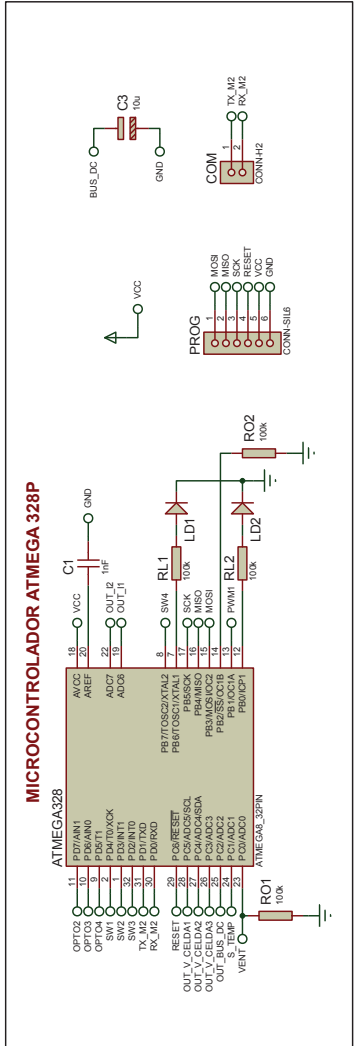 MICROCONTROLADOR ATMEGA 328P
ATMEGA328
OPTO2 11 PD7/AIN1
OPTO3 10 PD6/AIN0
OPTO4 9 PD5/T1
SW1 2 PD4/T0/XCK
SW2 1 PD3/INT1
SW3 32 PD2/INT0
TX_M2 31 PD1/TXD
RX_M2 30 PD0/RXD
RESET 29 PC6/RESET
OUT_V_CELDA1 28 PC5/ADC5/SCL
OUT_V_CELDA2 27 PC4/ADC4/SDA
OUT_V_CELDA3 26 PC3/ADC3
OUT_BUS_DC 25 PC2/ADC2
S_TEMP 24 PC1/ADC1
VENT 23 PC0/ADC0
ATMEGA8_32PIN
RO1
100k
AVCC 18 VCC
AREF 20
C1
1nF
GND
ADC7 22 OUT_I2
ADC6 19 OUT_I1
PB7/TOSC2/XTAL2 8 SW4
PB6/TOSC1/XTAL1 7
PB5/SCK 17 SCK
PB4/MISO 16 MISO
PB3/MOSI/OC2 15 MOSI
PB2/SS/OC1B 14
PB1/OC1A 13 PWM1
PB0/ICP1 12
RL1
100k
LD1
RL2
100k
LD2
RO2
100k
VCC
BUS_DC
C3
10u
GND
PROG
1 MOSI
2 MISO
3 SCK
4 RESET
5 VCC
6 GND
CONN-SIL6
COM
1 TX_M2
2 RX_M2
CONN-H2